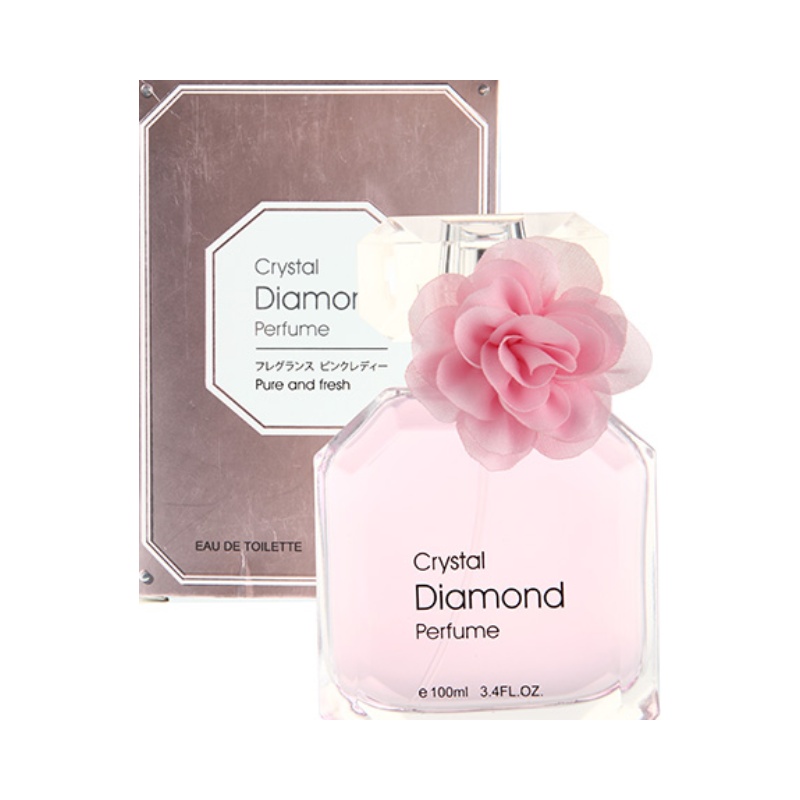 Crystal
Diamor
Perfume
フレグランス ピンクレディー
Pure and fresh
EAU DE TOILETTE
Crystal
Diamond
Perfume
e 100ml 3.4FL.OZ.